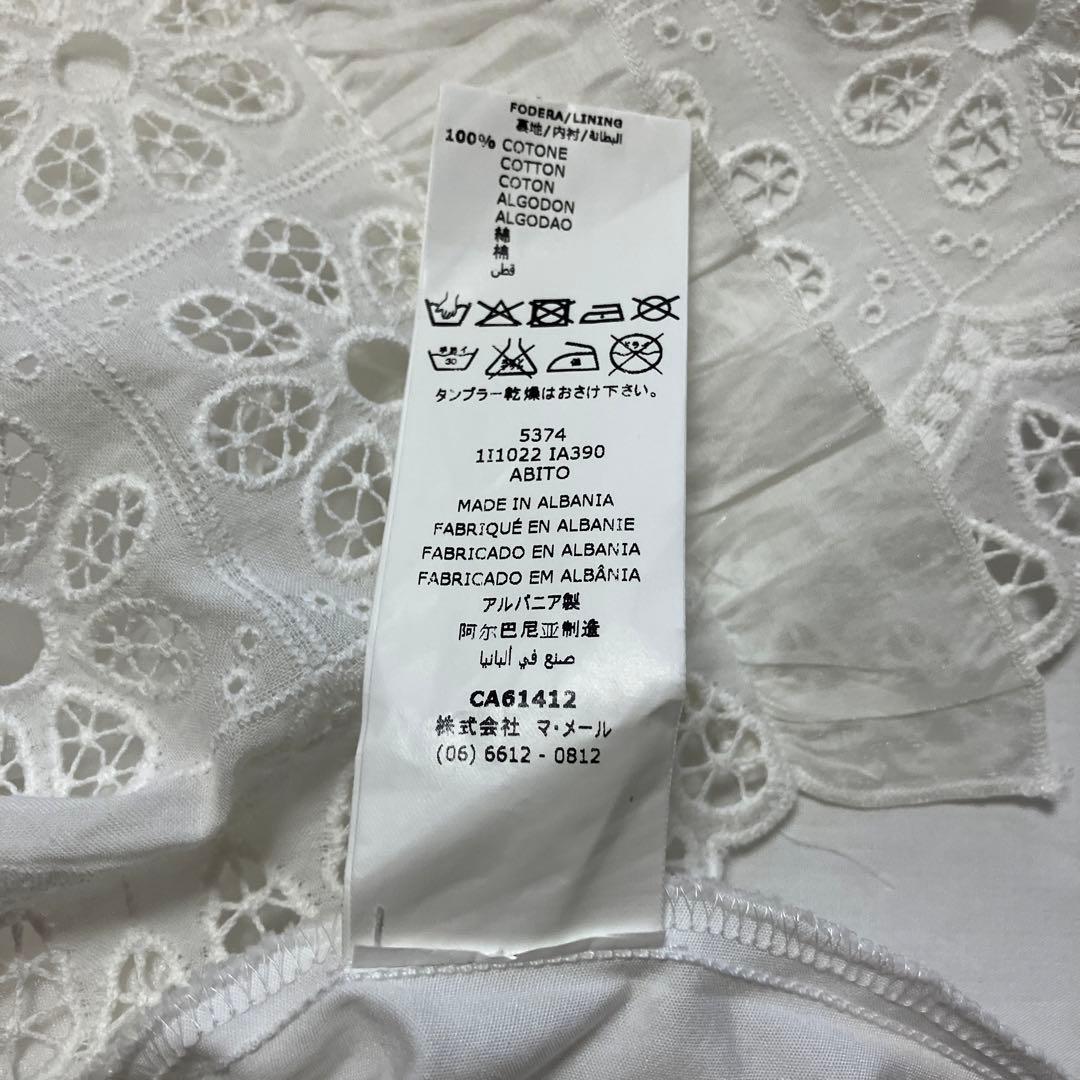 FODERA/LINING
裏地/内衬/البطانة
100% COTONE
COTTON
COTON
ALGODON
ALGODAO
綿
棉
قطن
30
タンブラー乾燥はおさけ下さい。
5374
1I1022 IA390
ABITO
MADE IN ALBANIA
FABRIQUÉ EN ALBANIE
FABRICADO EN ALBANIA
FABRICADO EM ALBÂNIA
アルバニア製
阿尔巴尼亚制造
صنع في ألبانيا
CA61412
株式会社 マ・メール
(06) 6612 - 0812